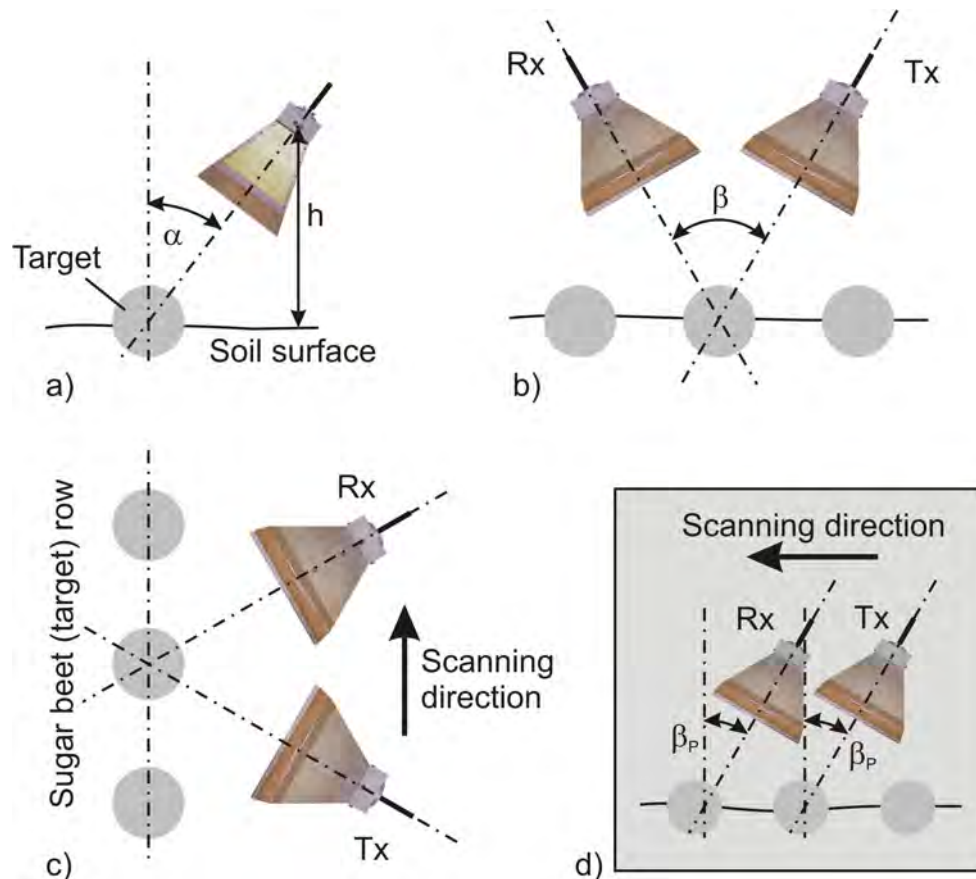 α
h
Target
Soil surface
a)
Rx
Tx
β
b)
Sugar beet (target) row
Rx
Scanning
direction
Tx
c)
Scanning direction
Rx
Tx
βP
βP
d)